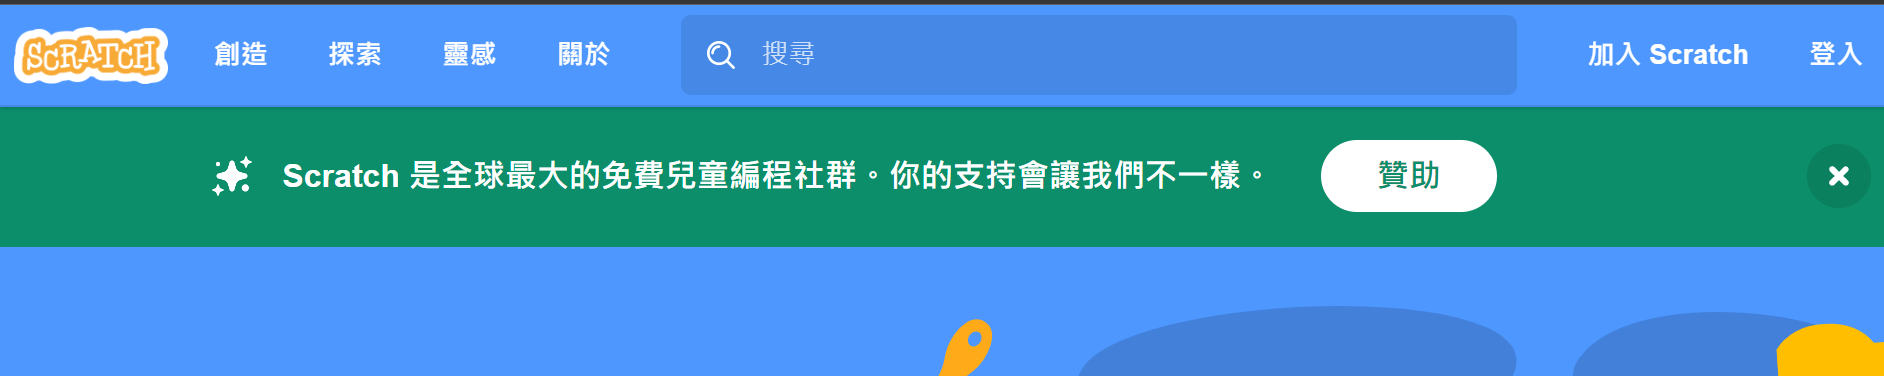 SCRATCH 創造 探索 靈感 關於 搜尋 加入 Scratch 登入
Scratch 是全球最大的免費兒童編程社群。你的支持會讓我們不一樣。 贊助